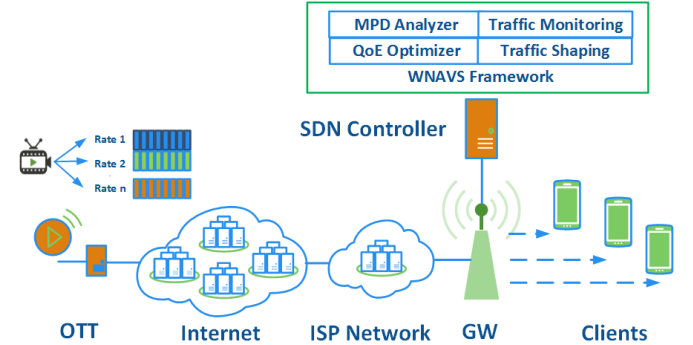 MPD Analyzer Traffic Monitoring
QoE Optimizer Traffic Shaping
WNAVS Framework
SDN Controller
Rate 1
Rate 2
Rate n
OTT Internet ISP Network GW Clients